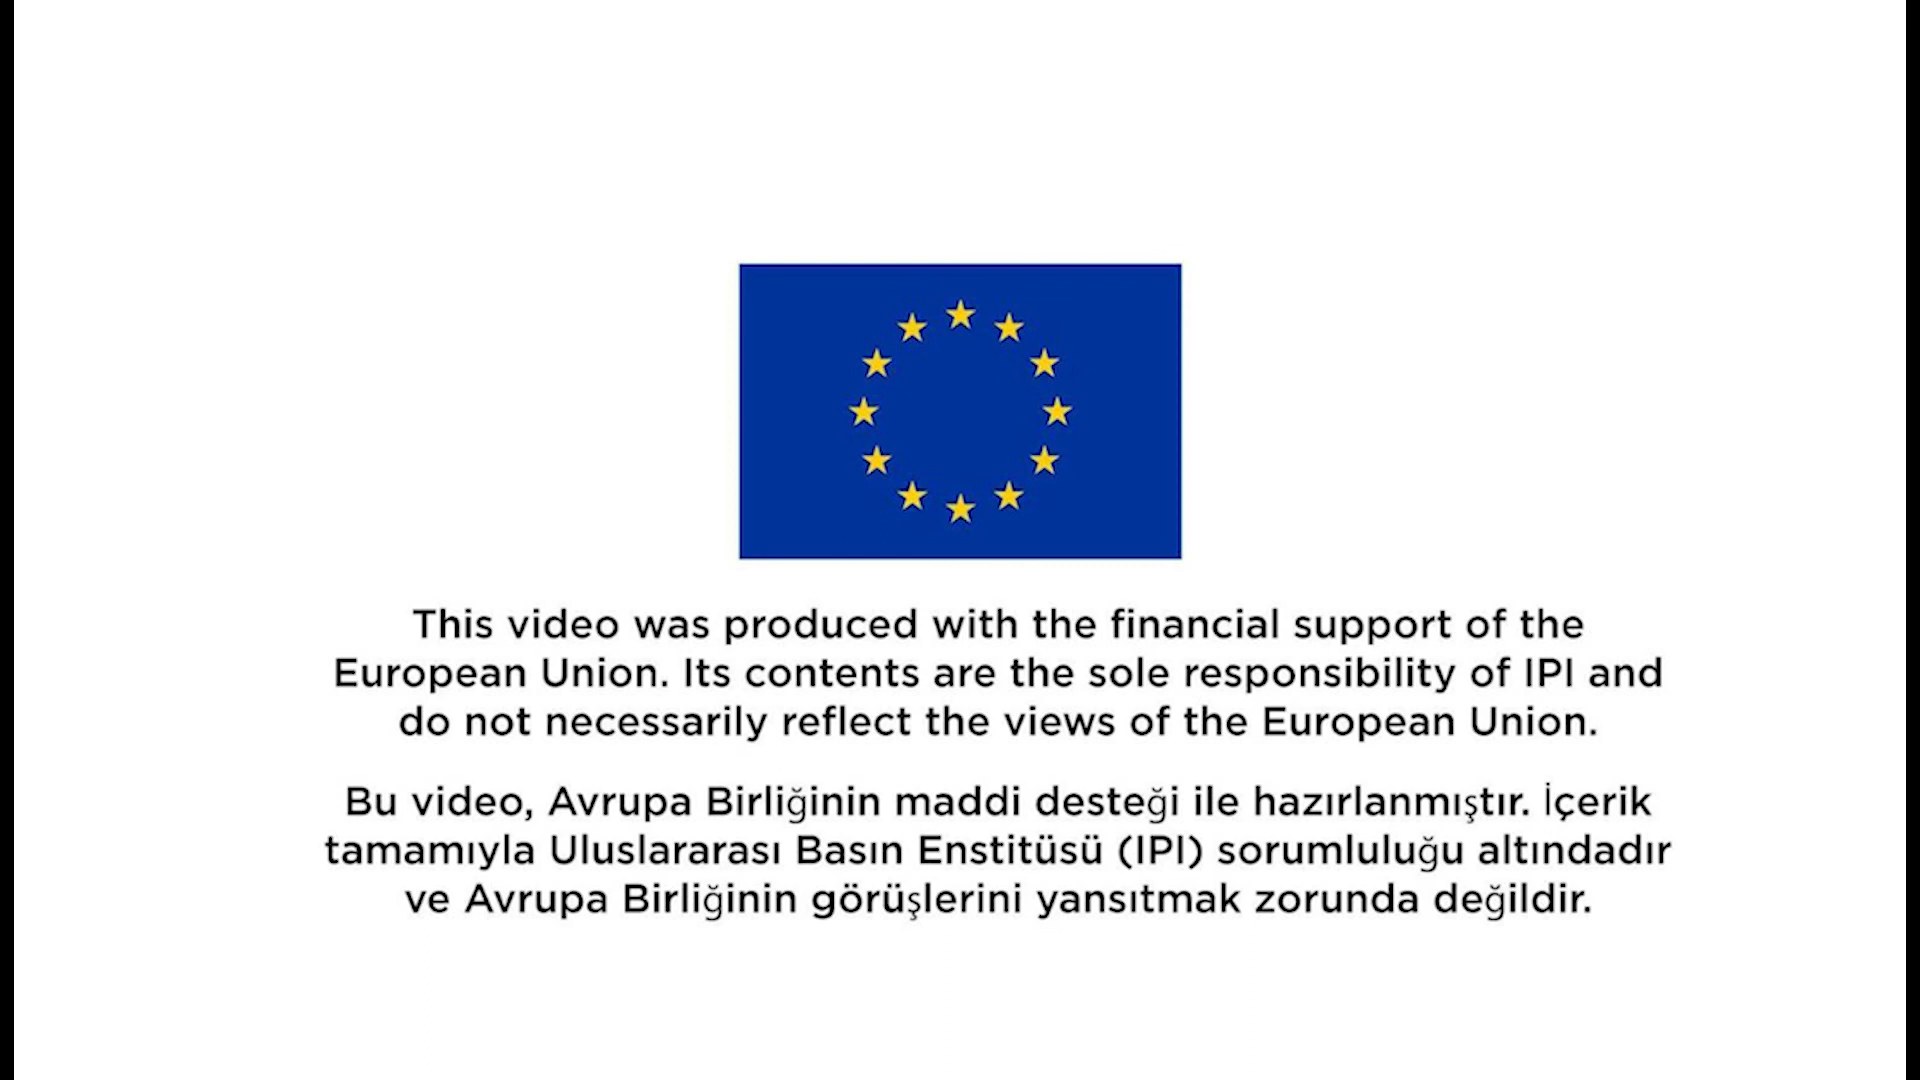 This video was produced with the financial support of the
European Union. Its contents are the sole responsibility of IPI and
do not necessarily reflect the views of the European Union.
Bu video, Avrupa Birliğinin maddi desteği ile hazırlanmıştır. İçerik
tamamıyla Uluslararası Basın Enstitüsü (IPI) sorumluluğu altındadır
ve Avrupa Birliğinin görüşlerini yansıtmak zorunda değildir.